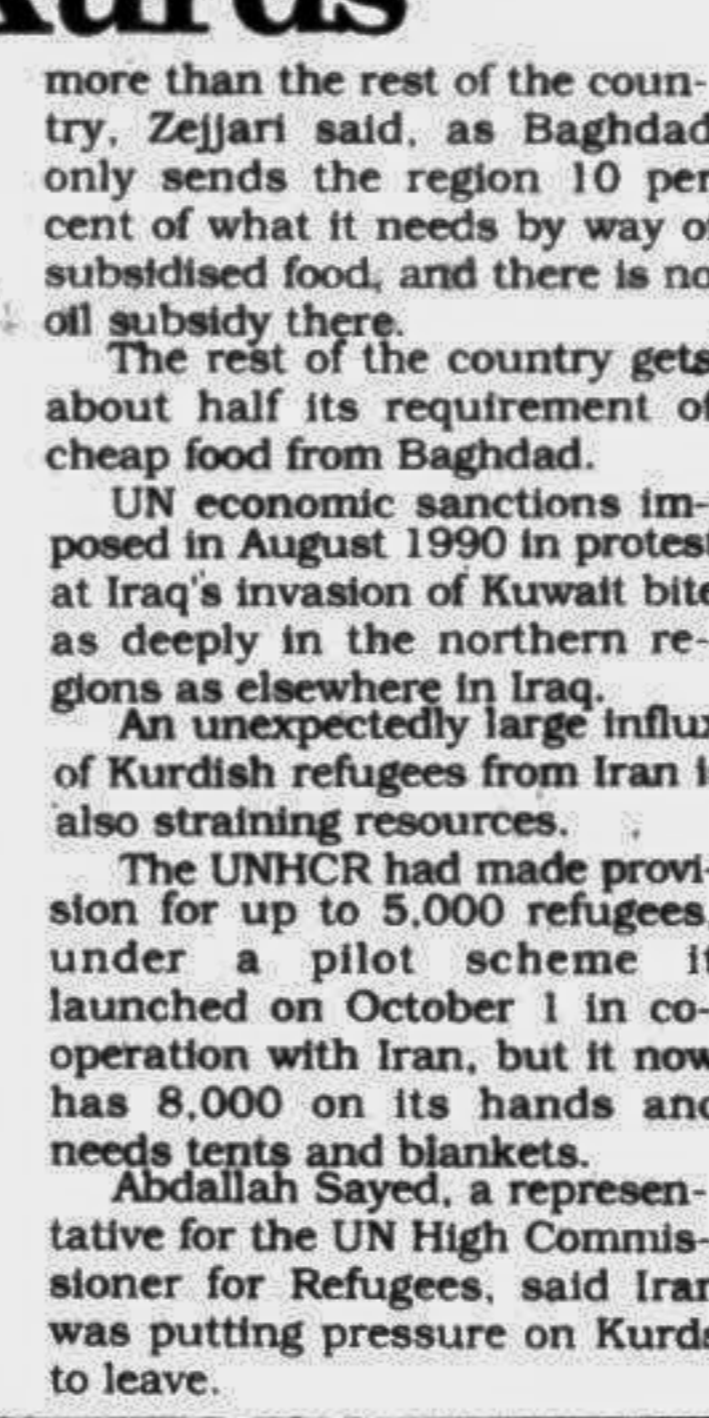 Kurds
more than the rest of the coun-
try, Zejjari said, as Baghdad
only sends the region 10 per
cent of what it needs by way of
subsidised food, and there is no
oil subsidy there.
The rest of the country gets
about half its requirement of
cheap food from Baghdad.
UN economic sanctions im-
posed in August 1990 in protest
at Iraq's invasion of Kuwait bite
as deeply in the northern re-
gions as elsewhere in Iraq.
An unexpectedly large influx
of Kurdish refugees from Iran is
also straining resources.
The UNHCR had made provi-
sion for up to 5,000 refugees,
under a pilot scheme it
launched on October 1 in co-
operation with Iran, but it now
has 8,000 on its hands and
needs tents and blankets.
Abdallah Sayed, a represen-
tative for the UN High Commis-
sioner for Refugees, said Iran
was putting pressure on Kurds
to leave.